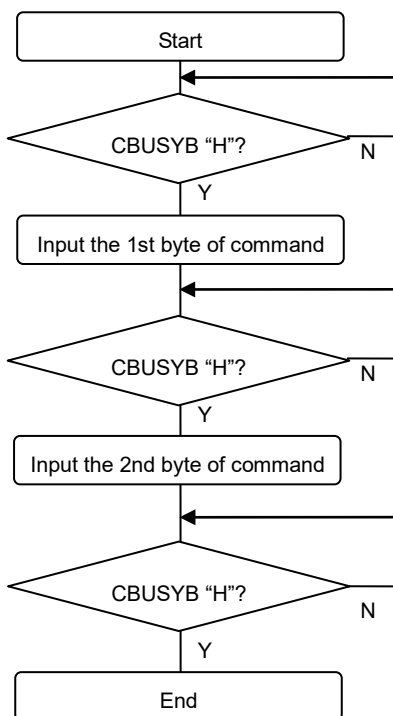 Start
CBUSYB “H”?
N
Y
Input the 1st byte of command
CBUSYB “H”?
N
Y
Input the 2nd byte of command
CBUSYB “H”?
N
Y
End